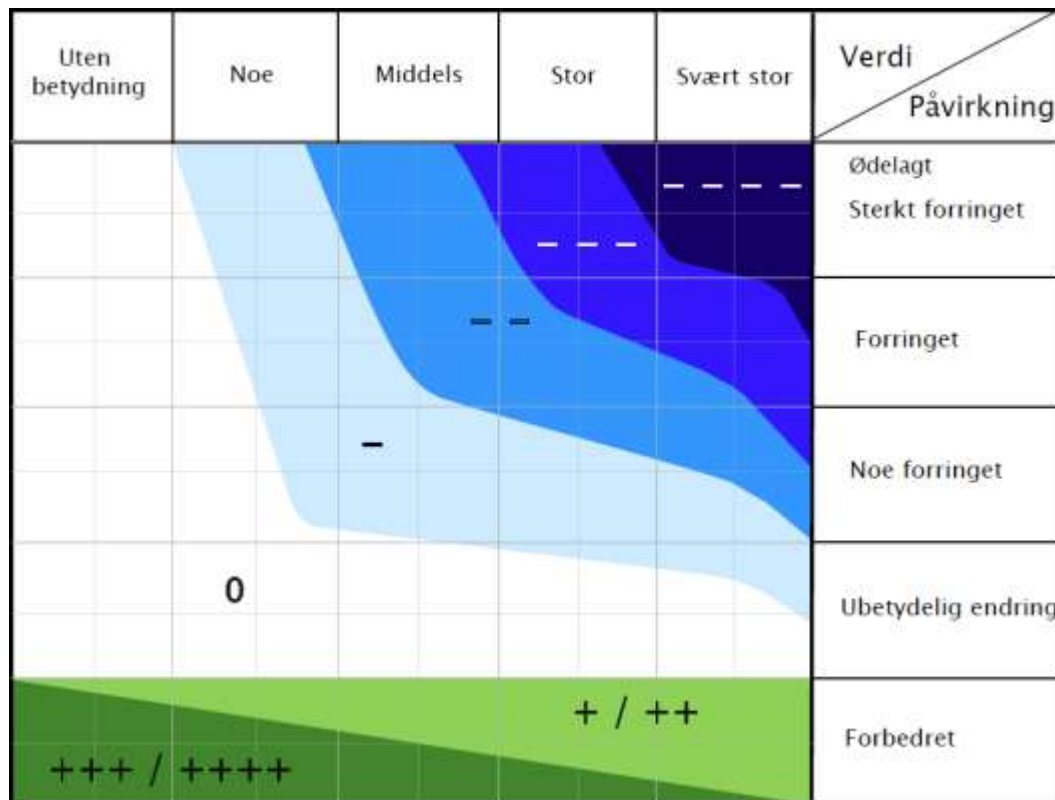 Uten
betydning
Noe
Middels
Stor
Svært stor
Verdi
Påvirkning
Ødelagt
Sterkt forringet
– – – –
– – –
– –
Forringet
–
Noe forringet
0
Ubetydelig endring
+ / ++
Forbedret
+++ / ++++